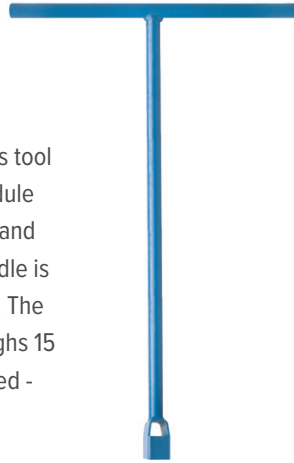 s tool
dule
and
dle is
The
ghs 15
ed -